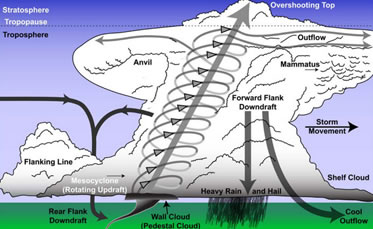 Stratosphere
Tropopause
Troposphere
Overshooting Top
Outflow
Anvil
Mammatus
Forward Flank
Downdraft
Storm
Movement
Flanking Line
Mesocyclone
(Rotating Updraft)
Shelf Cloud
Heavy Rain and Hail
Rear Flank
Downdraft
Wall Cloud
(Pedestal Cloud)
Cool
Outflow